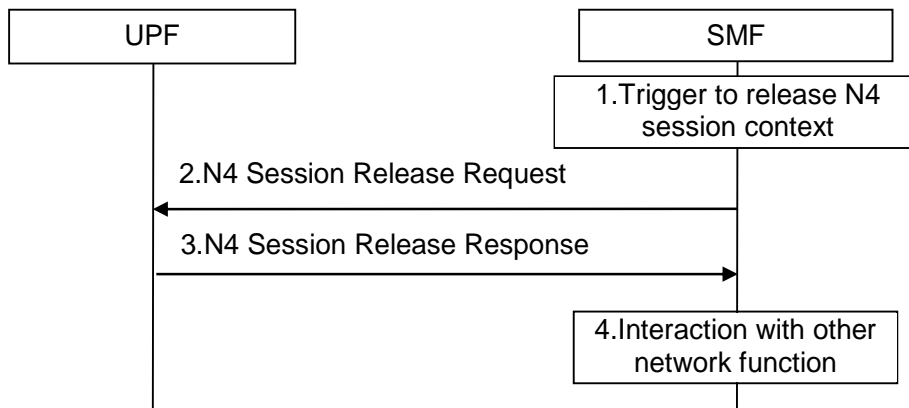 UPF
SMF
1.Trigger to release N4
session context
2.N4 Session Release Request
3.N4 Session Release Response
4.Interaction with other
network function